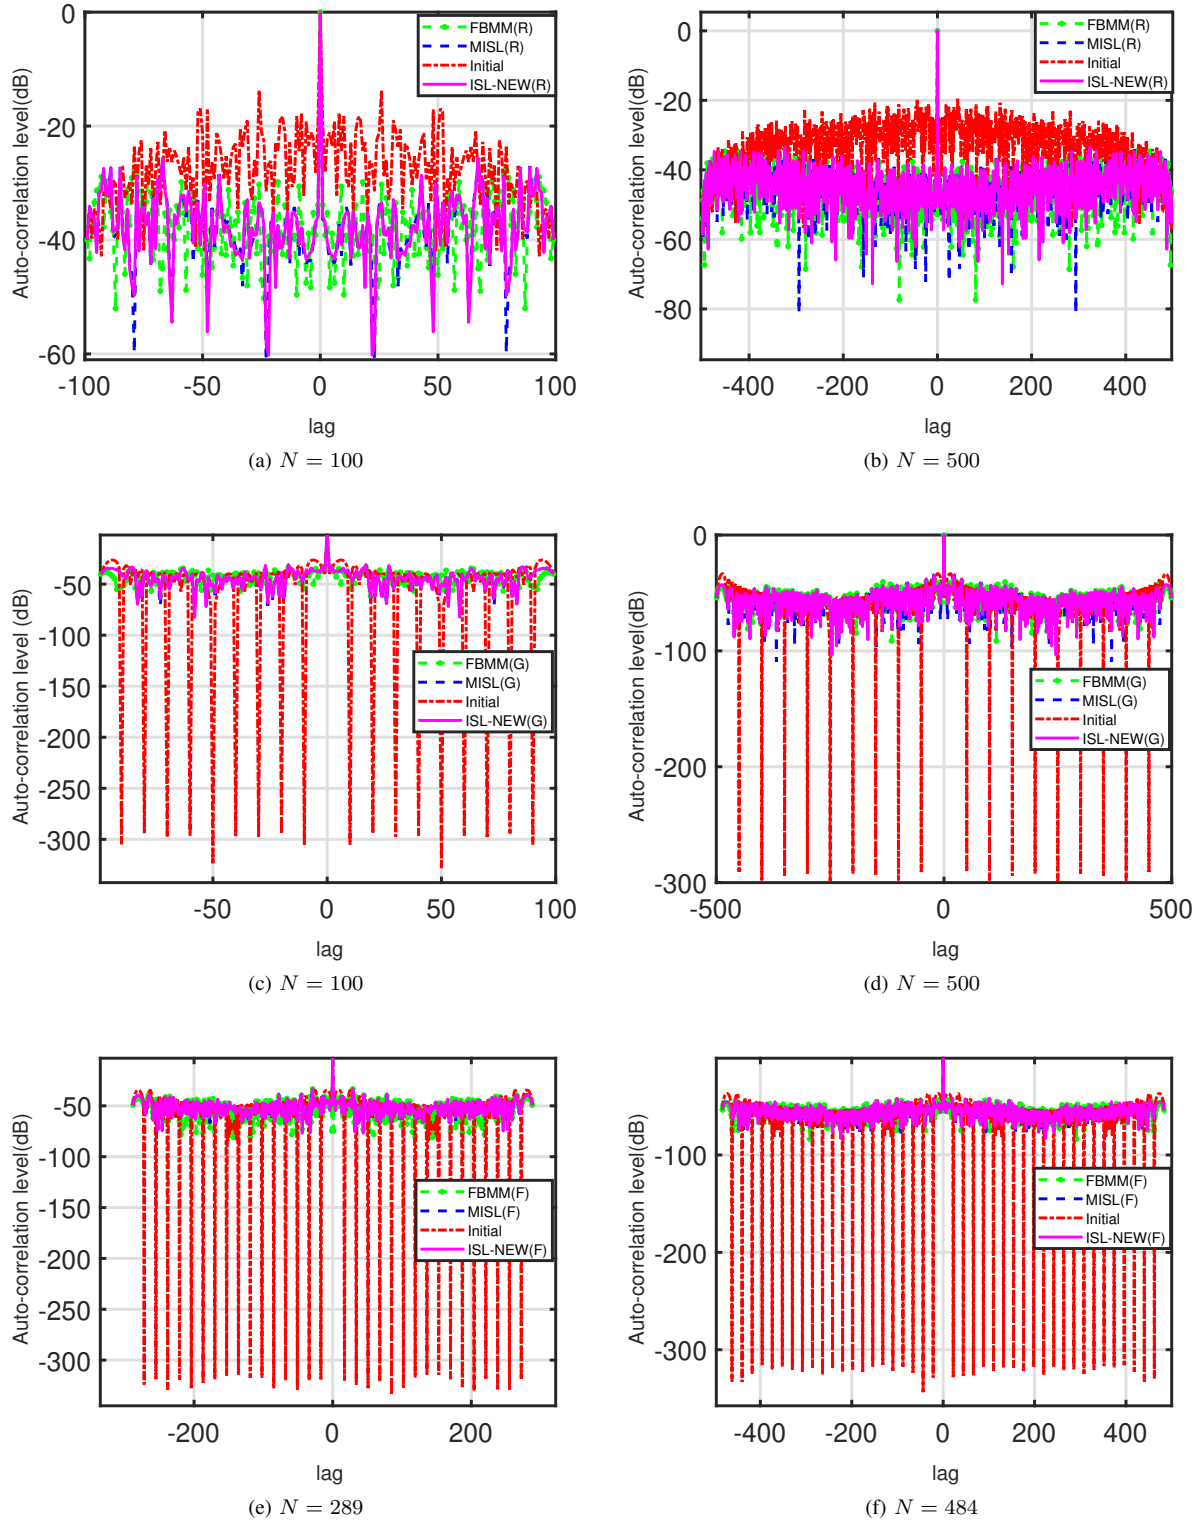 0
-20
-40
-60
-100
-50
0
50
100
Auto-correlation level(dB)
lag
FBMM(R)
MISL(R)
Initial
ISL-NEW(R)
(a) N = 100
0
-20
-40
-60
-80
-400
-200
0
200
400
Auto-correlation level(dB)
lag
FBMM(R)
MISL(R)
Initial
ISL-NEW(R)
(b) N = 500
-50
-100
-150
-200
-250
-300
-50
0
50
100
Auto-correlation level (dB)
lag
FBMM(G)
MISL(G)
Initial
ISL-NEW(G)
(c) N = 100
0
-100
-200
-300
-500
0
500
Auto-correlation level(dB)
lag
FBMM(G)
MISL(G)
Initial
ISL-NEW(G)
(d) N = 500
-50
-100
-150
-200
-250
-300
-200
0
200
Auto-correlation level(dB)
lag
FBMM(F)
MISL(F)
Initial
ISL-NEW(F)
(e) N = 289
-100
-200
-300
-400
-200
0
200
400
Auto-correlation level(dB)
lag
FBMM(F)
MISL(F)
Initial
ISL-NEW(F)
(f) N = 484